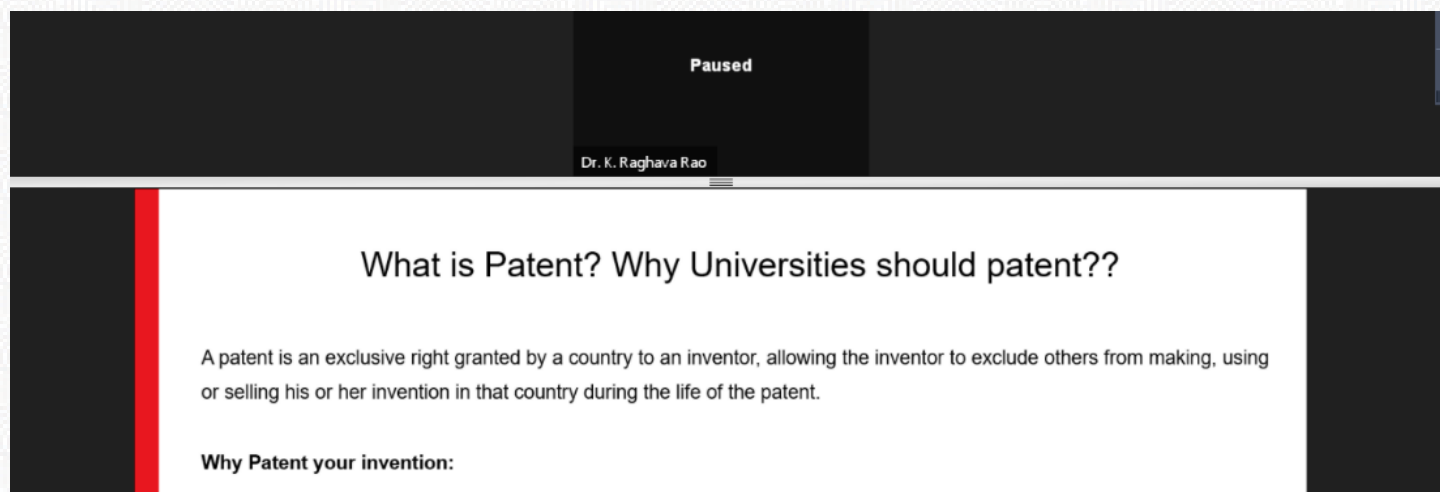 Paused
Dr. K. Raghava Rao
What is Patent? Why Universities should patent??
A patent is an exclusive right granted by a country to an inventor, allowing the inventor to exclude others from making, using
or selling his or her invention in that country during the life of the patent.
Why Patent your invention: